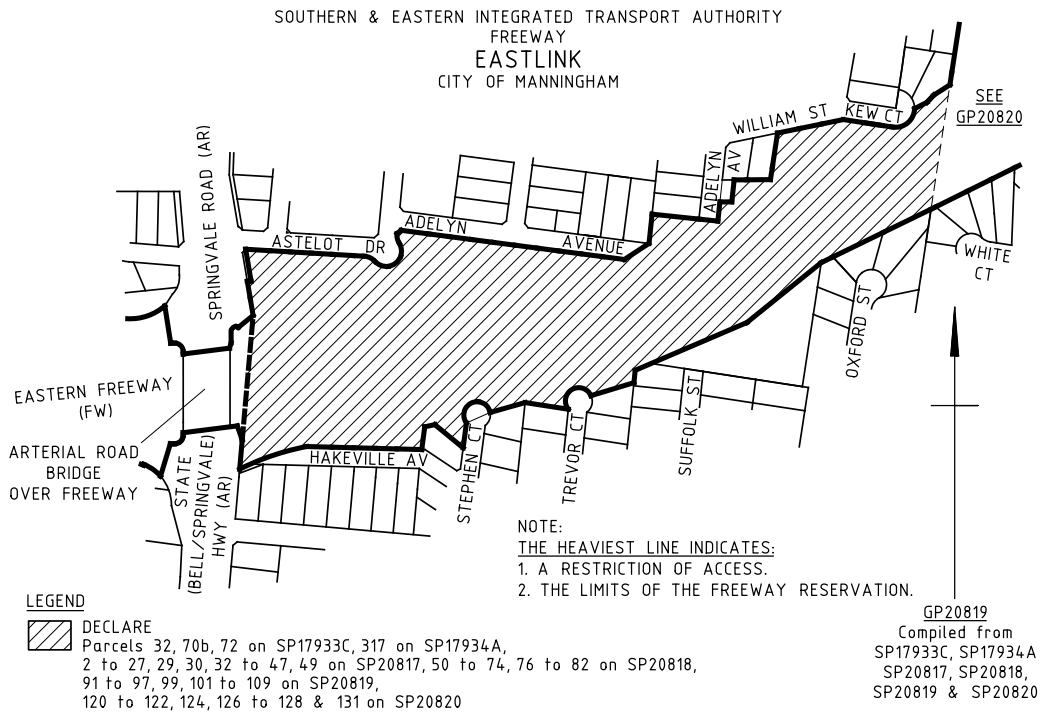 SOUTHERN & EASTERN INTEGRATED TRANSPORT AUTHORITY
FREEWAY
EASTLINK
CITY OF MANNINGHAM
SEE
GP20820
WILLIAM ST
KEW CT
ADELYN
AV
SPRINGVALE ROAD (AR)
ASTELOT DR
ADELYN
AVENUE
WHITE
CT
OXFORD ST
EASTERN FREEWAY
(FW)
ARTERIAL ROAD
BRIDGE
OVER FREEWAY
STATE
(BELL/SPRINGVALE)
HWY (AR)
HAKEVILLE AV
STEPHEN CT
TREVOR CT
SUFFOLK ST
NOTE:
THE HEAVIEST LINE INDICATES:
1. A RESTRICTION OF ACCESS.
2. THE LIMITS OF THE FREEWAY RESERVATION.
LEGEND
DECLARE
Parcels 32, 70b, 72 on SP17933C, 317 on SP17934A,
2 to 27, 29, 30, 32 to 47, 49 on SP20817, 50 to 74, 76 to 82 on SP20818,
91 to 97, 99, 101 to 109 on SP20819,
120 to 122, 124, 126 to 128 & 131 on SP20820
GP20819
Compiled from
SP17933C, SP17934A
SP20817, SP20818,
SP20819 & SP20820